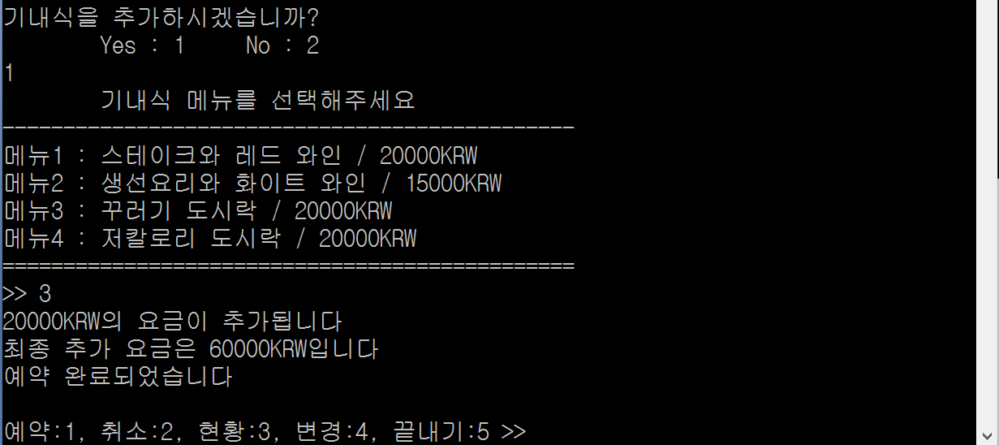 기내식을 추가하시겠습니까?
Yes : 1 No : 2
1
기내식 메뉴를 선택해주세요
-----------------------------------------------
메뉴1 : 스테이크와 레드 와인 / 20000KRW
메뉴2 : 생선요리와 화이트 와인 / 15000KRW
메뉴3 : 꾸러기 도시락 / 20000KRW
메뉴4 : 저칼로리 도시락 / 20000KRW
===============================================
>> 3
20000KRW의 요금이 추가됩니다
최종 추가 요금은 60000KRW입니다
예약 완료되었습니다
예약:1, 취소:2, 현황:3, 변경:4, 끝내기:5 >>